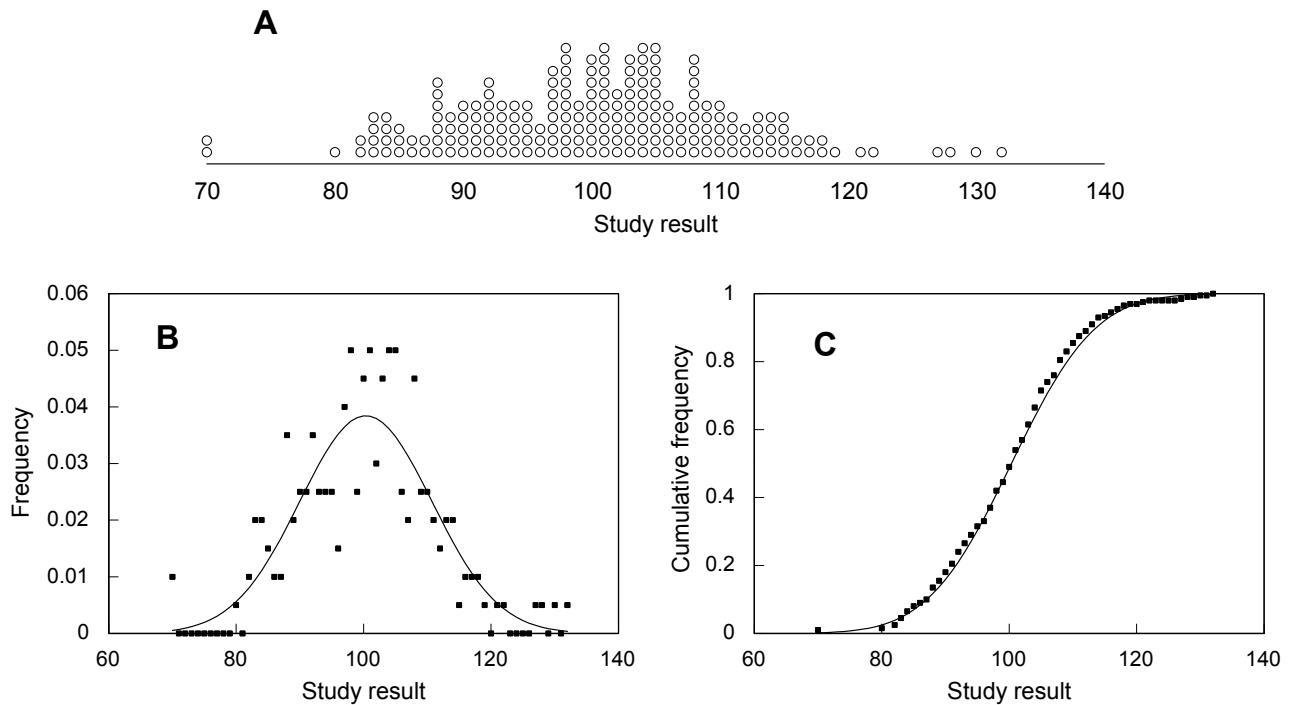 A
70 80 90 100 110 120 130 140
Study result
B
Frequency
0.06
0.05
0.04
0.03
0.02
0.01
0
60 80 100 120 140
Study result
C
Cumulative frequency
1
0.8
0.6
0.4
0.2
0
60 80 100 120 140
Study result